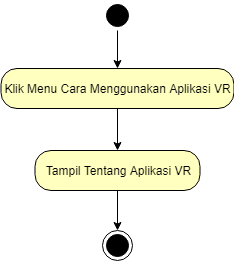 Klik Menu Cara Menggunakan Aplikasi VR
Tampil Tentang Aplikasi VR